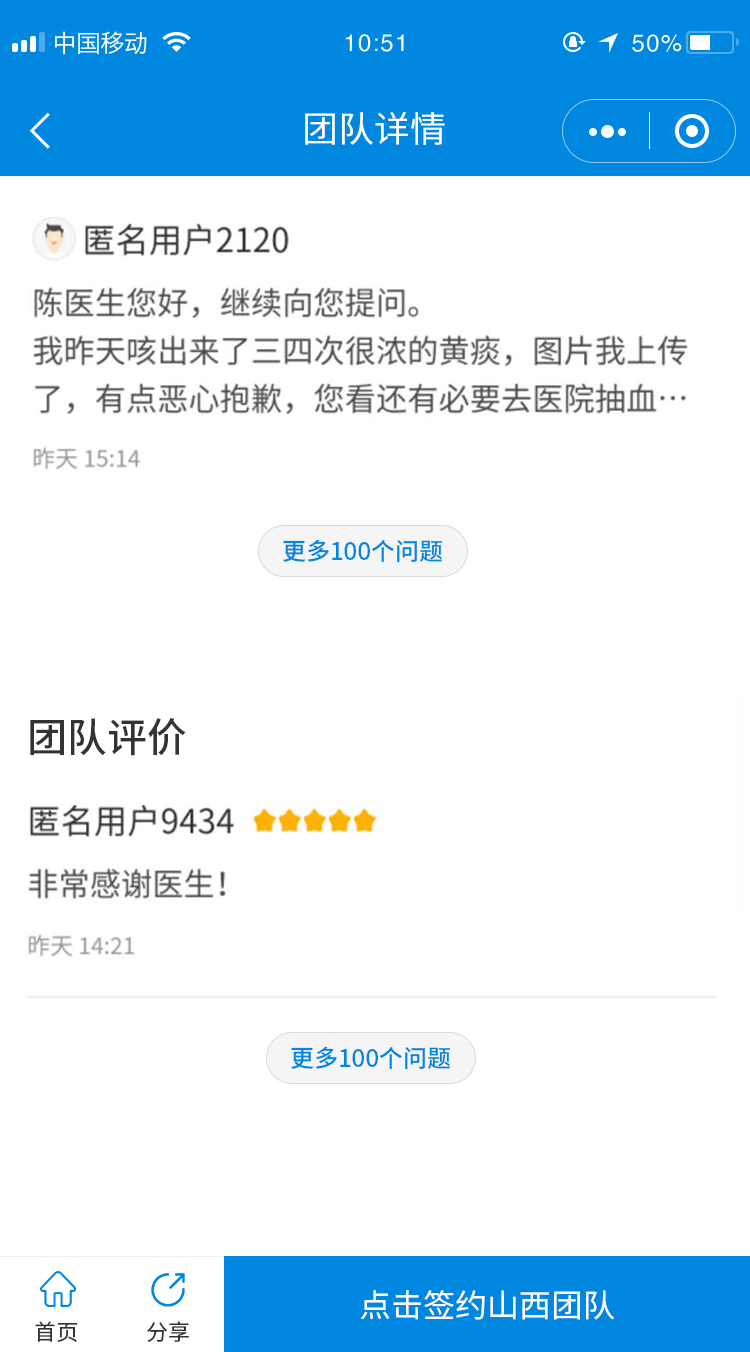 中国移动
10:51
50%
团队详情
匿名用户2120
陈医生您好，继续向您提问。
我昨天咳出来了三四次很浓的黄痰，图片我上传
了，有点恶心抱歉，您看还有必要去医院抽血…
昨天 15:14
更多100个问题
团队评价
匿名用户9434
非常感谢医生！
昨天 14:21
更多100个问题
首页
分享
点击签约山西团队